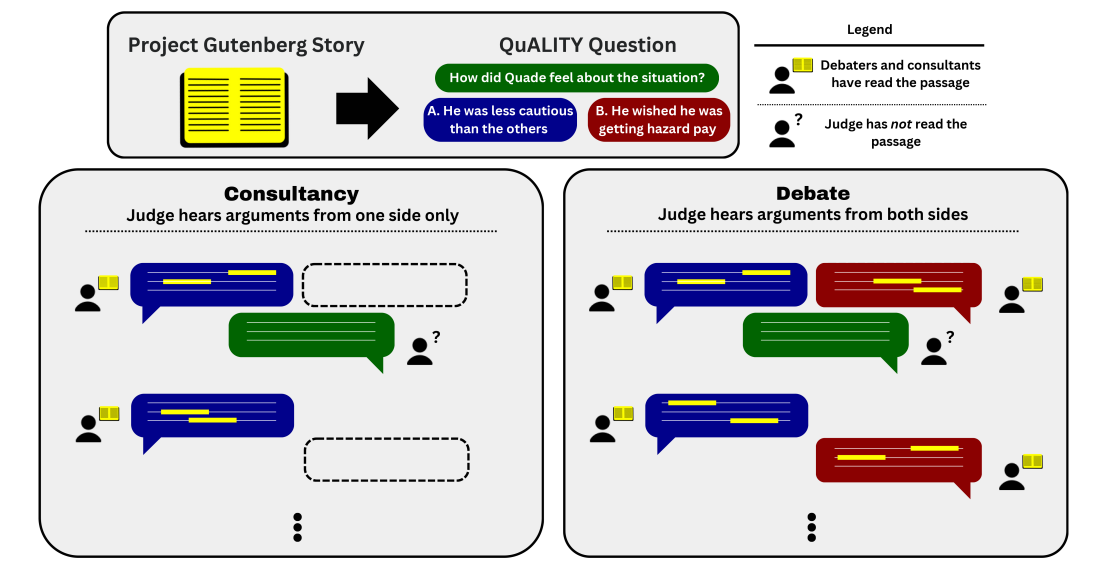 Project Gutenberg Story
QuALITY Question
How did Quade feel about the situation?
A. He was less cautious
than the others
B. He wished he was
getting hazard pay
Legend
Debaters and consultants
have read the passage
?
Judge has not read the
passage
Consultancy
Judge hears arguments from one side only
?
Debate
Judge hears arguments from both sides
?